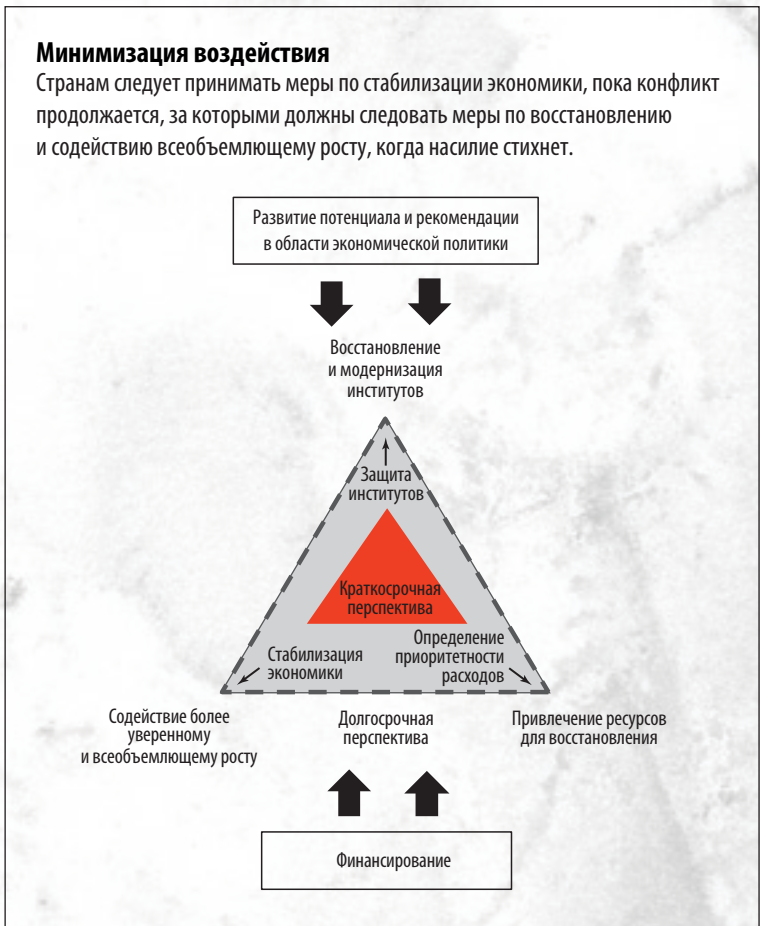 Минимизация воздействия
Странам следует принимать меры по стабилизации экономики, пока конфликт
продолжается, за которыми должны следовать меры по восстановлению
и содействию всеобъемлющему росту, когда насилие стихнет.
Развитие потенциала и рекомендации
в области экономической политики
Восстановление
и модернизация
институтов
Защита
институтов
Краткосрочная
перспектива
Стабилизация
экономики
Определение
приоритетности
расходов
Содействие более
уверенному
и всеобъемлющему росту
Долгосрочная
перспектива
Привлечение ресурсов
для восстановления
Финансирование